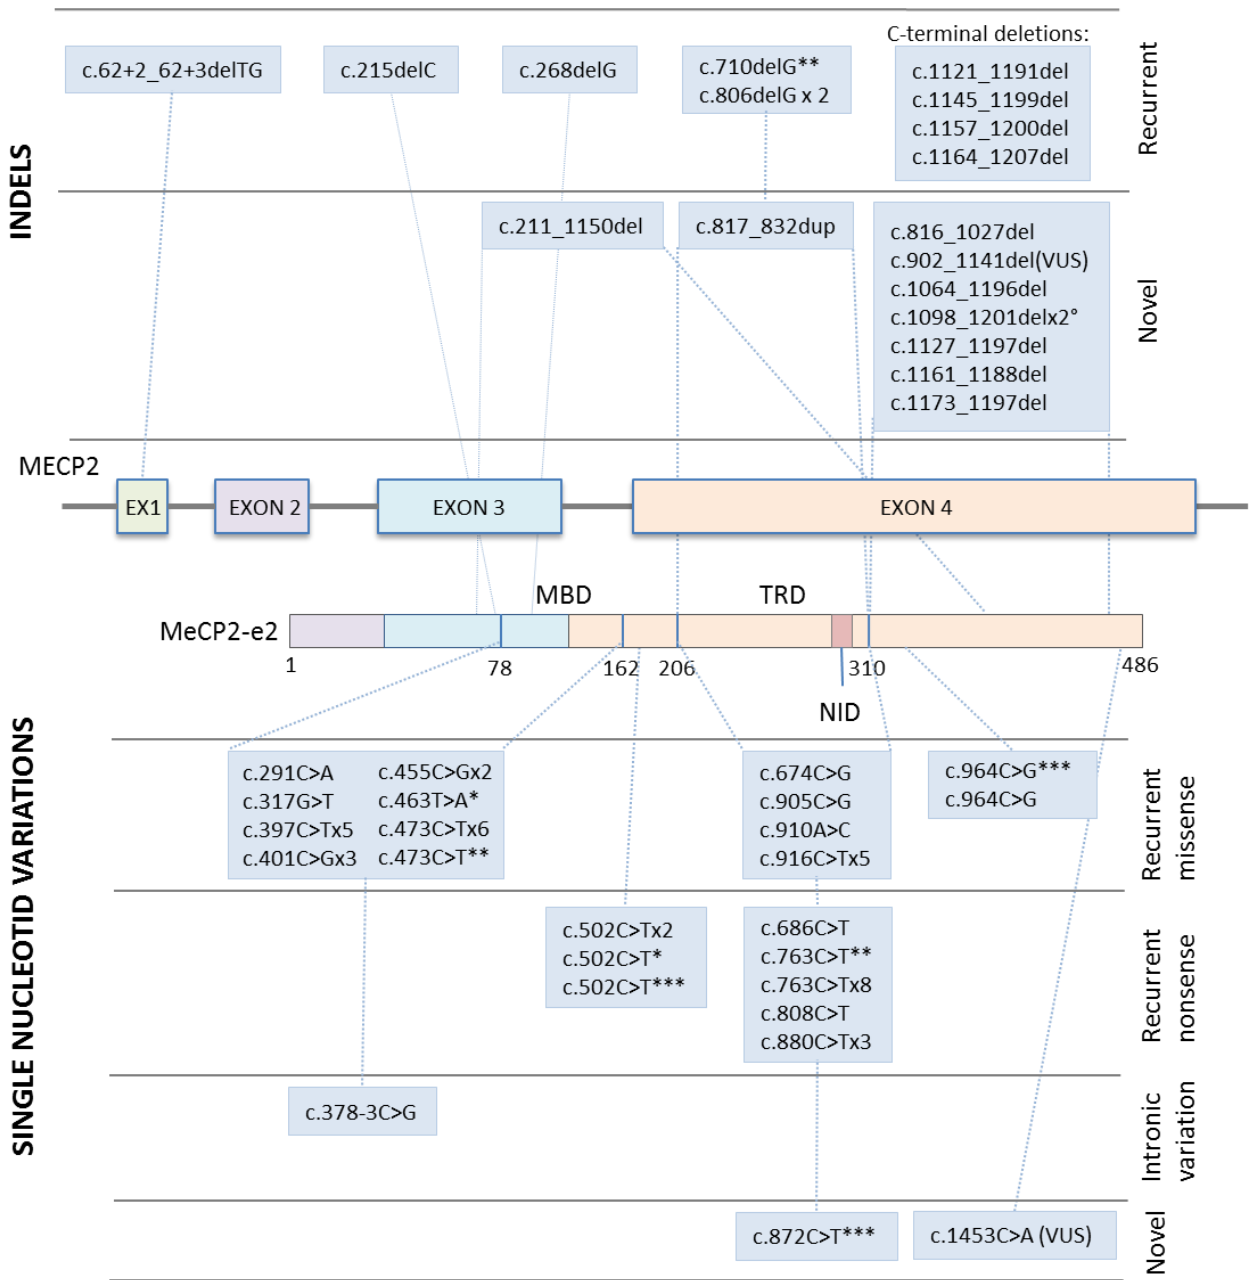 C-terminal deletions:
c.62+2_62+3delTG
c.215delC
c.268delG
c.710delG**
c.806delG x 2
c.1121_1191del
c.1145_1199del
c.1157_1200del
c.1164_1207del
Recurrent
INDELS
c.211_1150del
c.817_832dup
c.816_1027del
c.902_1141del(VUS)
c.1064_1196del
c.1098_1201delx2°
c.1127_1197del
c.1161_1188del
c.1173_1197del
Novel
MECP2
EX1
EXON 2
EXON 3
EXON 4
MBD
TRD
MeCP2-e2
1
78
162
206
310
486
NID
SINGLE NUCLEOTID VARIATIONS
c.291C>A
c.317G>T
c.397C>Tx5
c.401C>Gx3
c.455C>Gx2
c.463T>A*
c.473C>Tx6
c.473C>T**
c.674C>G
c.905C>G
c.910A>C
c.916C>Tx5
c.964C>G***
c.964C>G
Recurrent
missense
c.502C>Tx2
c.502C>T*
c.502C>T***
c.686C>T
c.763C>T**
c.763C>Tx8
c.808C>T
c.880C>Tx3
Recurrent
nonsense
c.378-3C>G
Intronic
variation
c.872C>T***
c.1453C>A (VUS)
Novel